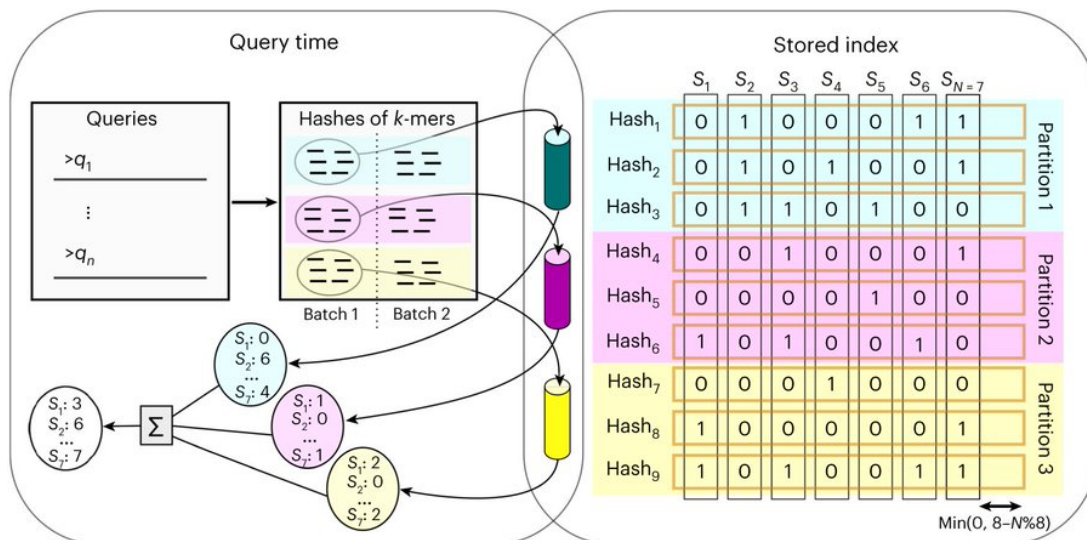 Query time
Queries
>q1
⋮
>qn
Hashes of k-mers
Batch 1
Batch 2
S1: 0
S2: 6
...
S7: 4
S1: 1
S2: 0
...
S7: 1
S1: 2
S2: 0
...
S7: 2
Σ
S1: 3
S2: 6
...
S7: 7
Stored index
S1 S2 S3 S4 S5 S6 SN = 7
Hash1 0 1 0 0 0 1 1
Hash2 0 1 0 1 0 0 1
Hash3 0 1 1 0 1 0 0
Partition 1
Hash4 0 0 1 0 0 0 1
Hash5 0 0 0 0 1 0 0
Hash6 1 0 1 0 0 1 0
Partition 2
Hash7 0 0 0 1 0 0 0
Hash8 1 0 0 0 0 0 1
Hash9 1 0 1 0 0 1 1
Partition 3
Min(0, 8–N%8)